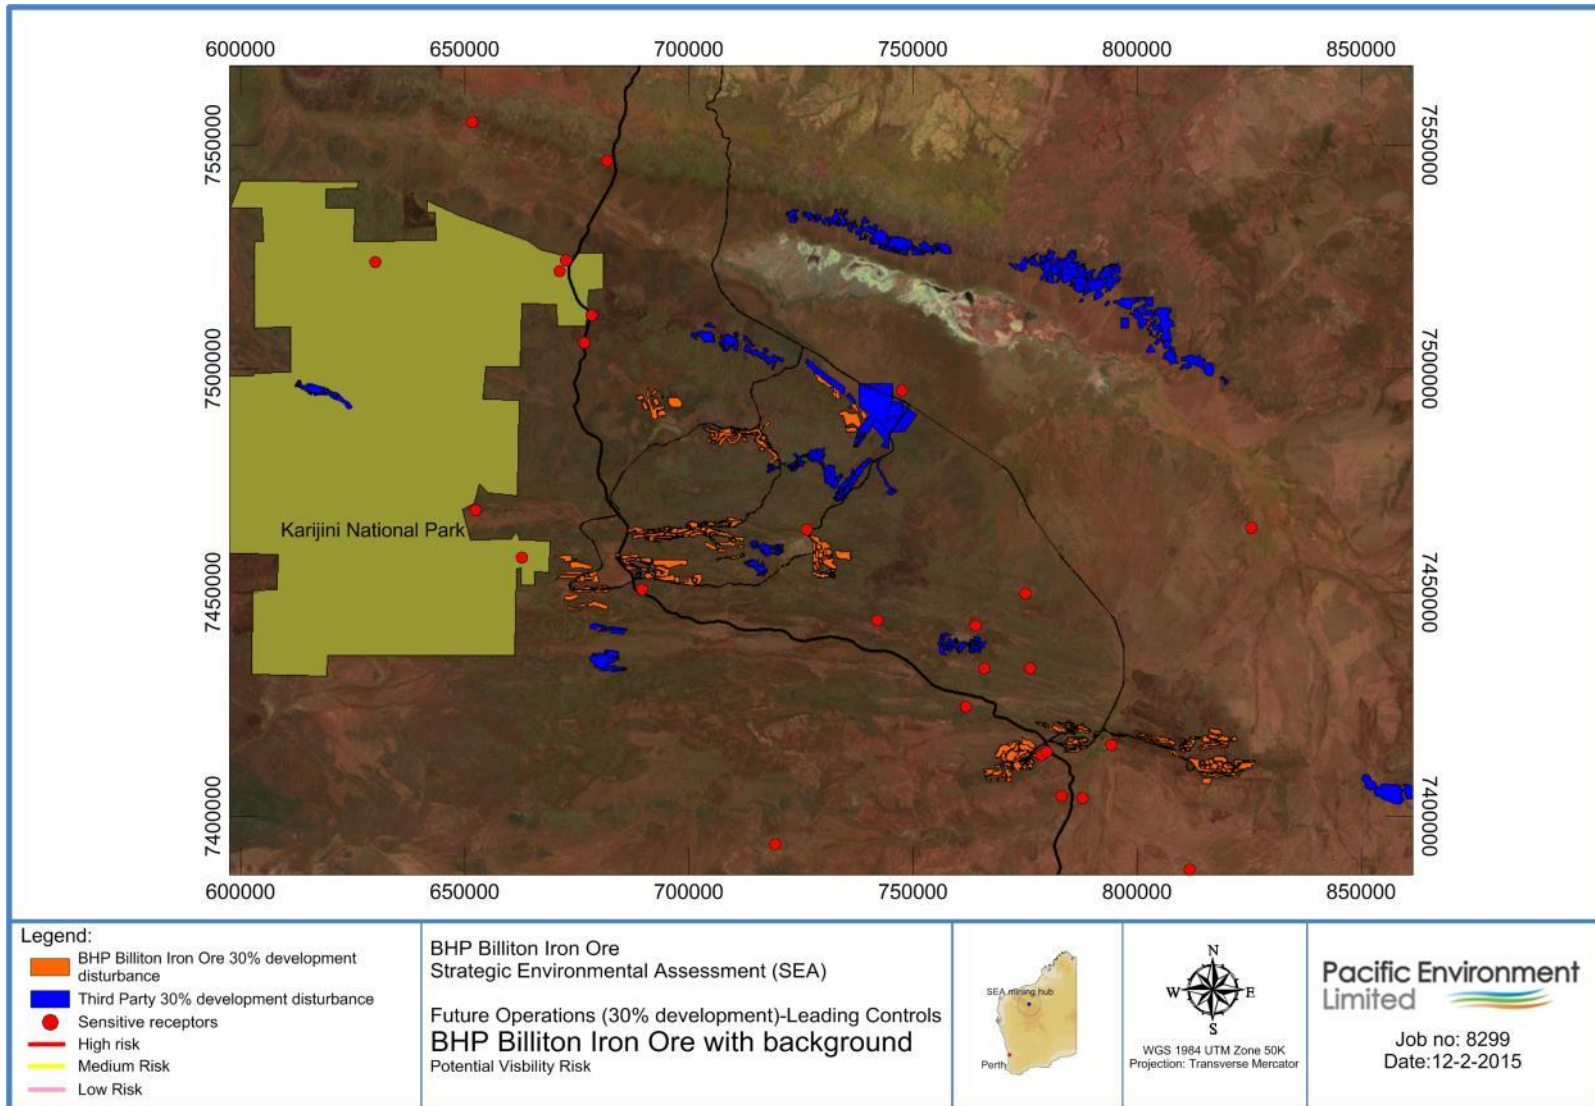 600000 650000 700000 750000 800000 850000
7550000
7550000
7500000
7500000
7450000
7450000
7400000
7400000
Karijini National Park
600000 650000 700000 750000 800000 850000
Legend:
BHP Billiton Iron Ore 30% development
disturbance
Third Party 30% development disturbance
Sensitive receptors
High risk
Medium Risk
Low Risk
BHP Billiton Iron Ore
Strategic Environmental Assessment (SEA)
Future Operations (30% development)-Leading Controls
BHP Billiton Iron Ore with background
Potential Visbility Risk
SEA mining hub
Perth
N
W E
S
WGS 1984 UTM Zone 50K
Projection: Transverse Mercator
Pacific Environment
Limited
Job no: 8299
Date:12-2-2015